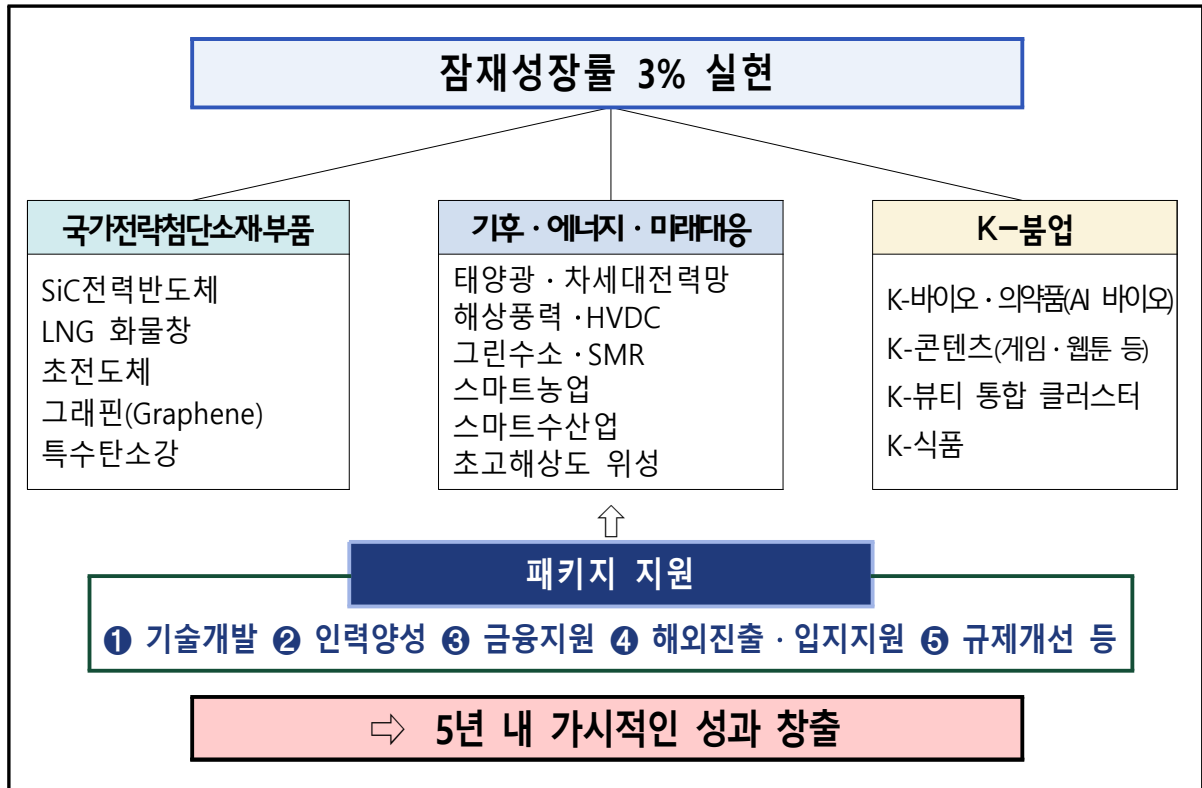 잠재성장률 3% 실현
국가전략첨단소재·부품
SiC전력반도체
LNG 화물창
초전도체
그래핀(Graphene)
특수탄소강
기후 · 에너지 · 미래대응
태양광 · 차세대전력망
해상풍력 · HVDC
그린수소 · SMR
스마트농업
스마트수산업
초고해상도 위성
K-붐업
K-바이오 · 의약품(AI 바이오)
K-콘텐츠(게임 · 웹툰 등)
K-뷰티 통합 클러스터
K-식품
패키지 지원
❶ 기술개발 ❷ 인력양성 ❸ 금융지원 ❹ 해외진출 · 입지지원 ❺ 규제개선 등
⇨ 5년 내 가시적인 성과 창출